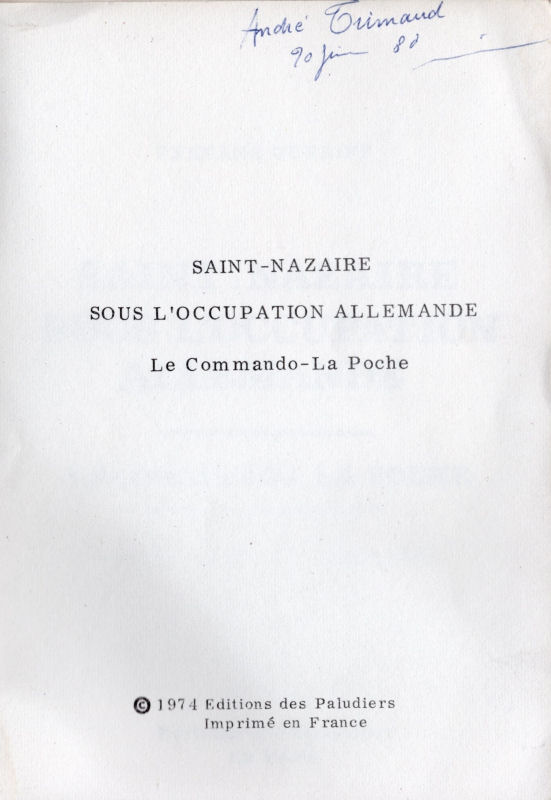 André Trimaud
90 juin 80
SAINT-NAZAIRE
SOUS L'OCCUPATION ALLEMANDE
Le Commando-La Poche
© 1974 Editions des Paludiers
Imprimé en France